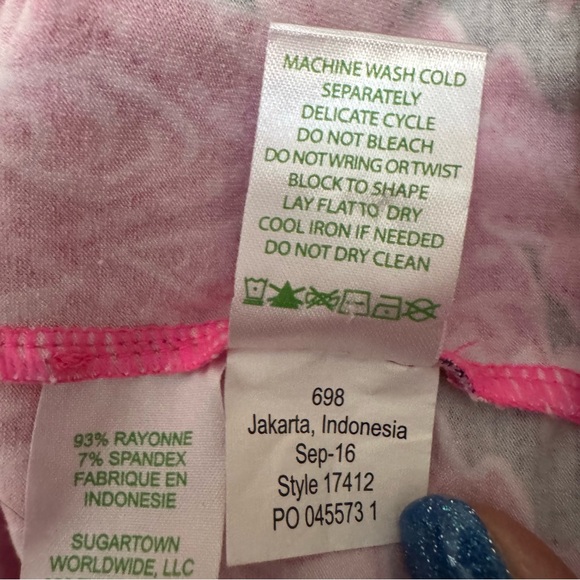 MACHINE WASH COLD
SEPARATELY
DELICATE CYCLE
DO NOT BLEACH
DO NOT WRING OR TWIST
BLOCK TO SHAPE
LAY FLAT TO DRY
COOL IRON IF NEEDED
DO NOT DRY CLEAN
698
Jakarta, Indonesia
Sep-16
Style 17412
PO 045573 1
93% RAYONNE
7% SPANDEX
FABRIQUE EN
INDONESIE
SUGARTOWN
WORLDWIDE, LLC